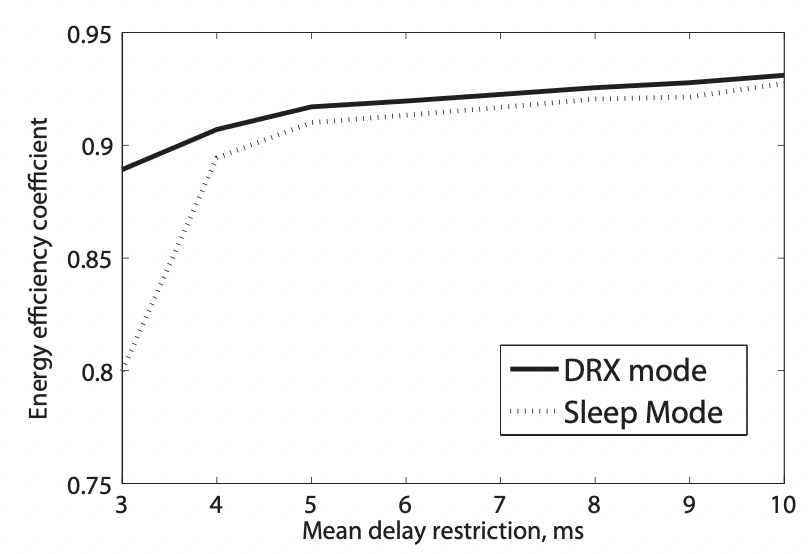 0.95
0.9
0.85
0.8
0.75
Energy efficiency coefficient
DRX mode
Sleep Mode
3 4 5 6 7 8 9 10
Mean delay restriction, ms